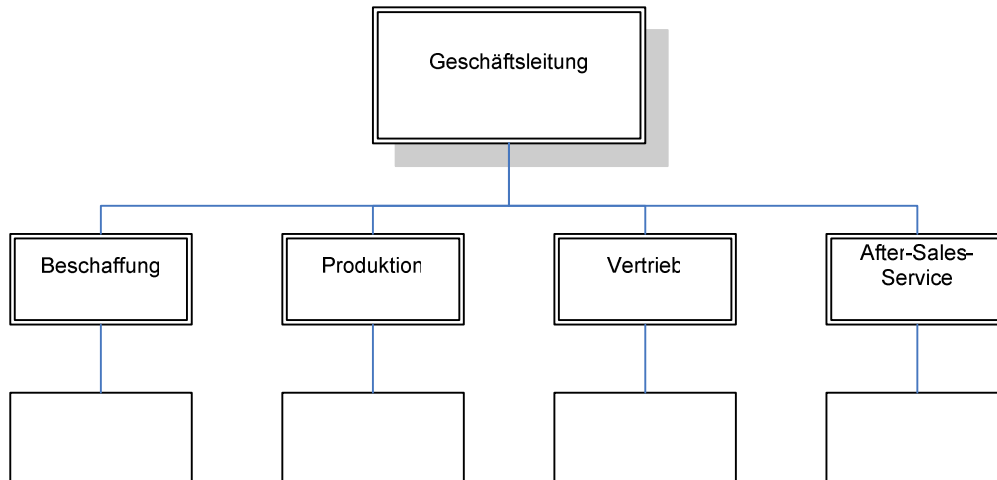 Geschäftsleitung
Beschaffung
Produktion
Vertrieb
After-Sales-
Service